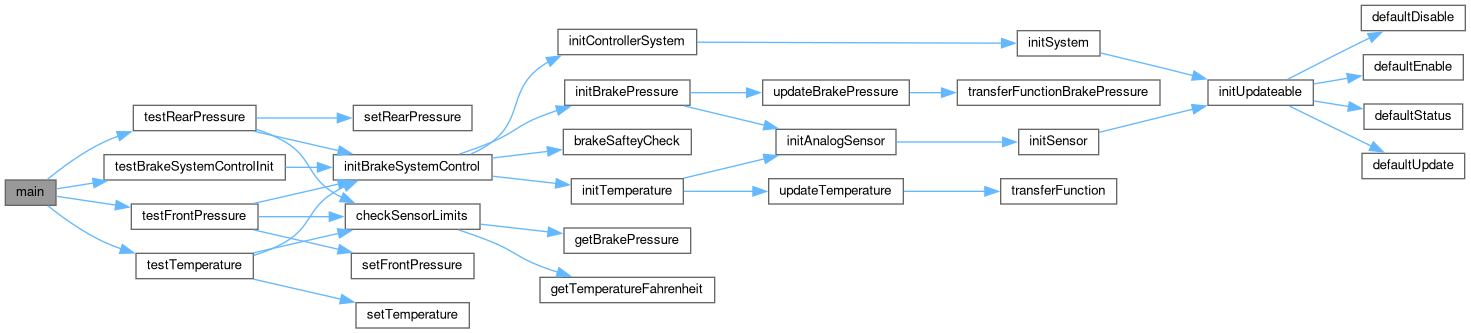 main
testRearPressure
testBrakeSystemControlInit
testFrontPressure
testTemperature
setRearPressure
initBrakeSystemControl
checkSensorLimits
setFrontPressure
setTemperature
initControllerSystem
initBrakePressure
brakeSafteyCheck
initTemperature
getBrakePressure
getTemperatureFahrenheit
updateBrakePressure
initAnalogSensor
updateTemperature
transferFunctionBrakePressure
initSystem
initSensor
transferFunction
initUpdateable
defaultDisable
defaultEnable
defaultStatus
defaultUpdate